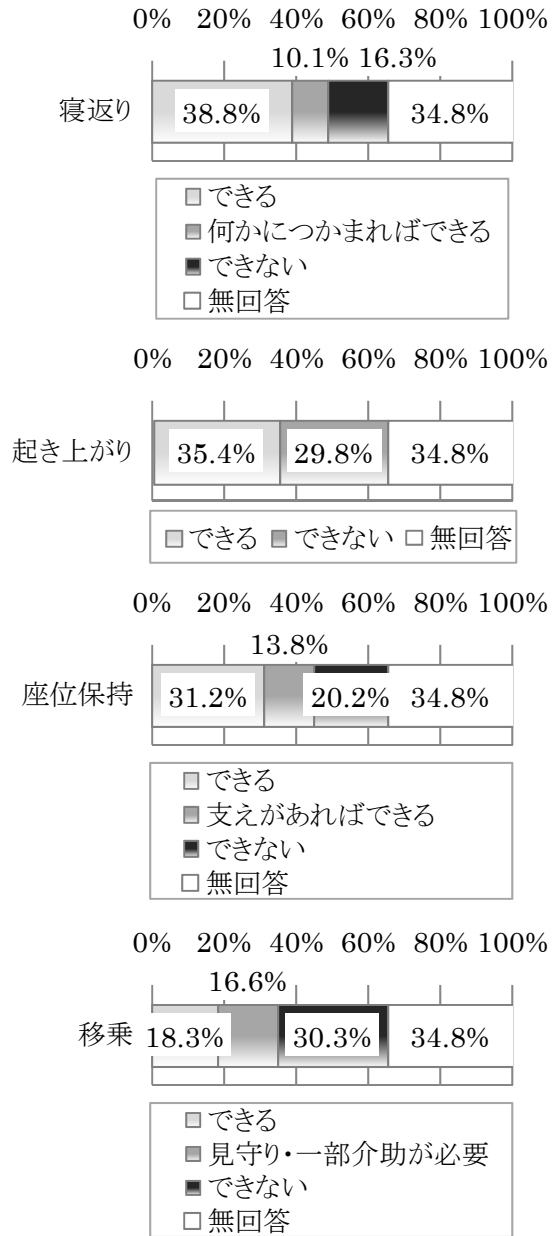 0% 20% 40% 60% 80% 100%
10.1% 16.3%
寝返り 38.8% 34.8%
できる
何かにつかまればできる
できない
無回答
0% 20% 40% 60% 80% 100%
起き上がり 35.4% 29.8% 34.8%
できる できない 無回答
0% 20% 40% 60% 80% 100%
13.8%
座位保持 31.2% 20.2% 34.8%
できる
支えがあればできる
できない
無回答
0% 20% 40% 60% 80% 100%
16.6%
移乗 18.3% 30.3% 34.8%
できる
見守り・一部介助が必要
できない
無回答